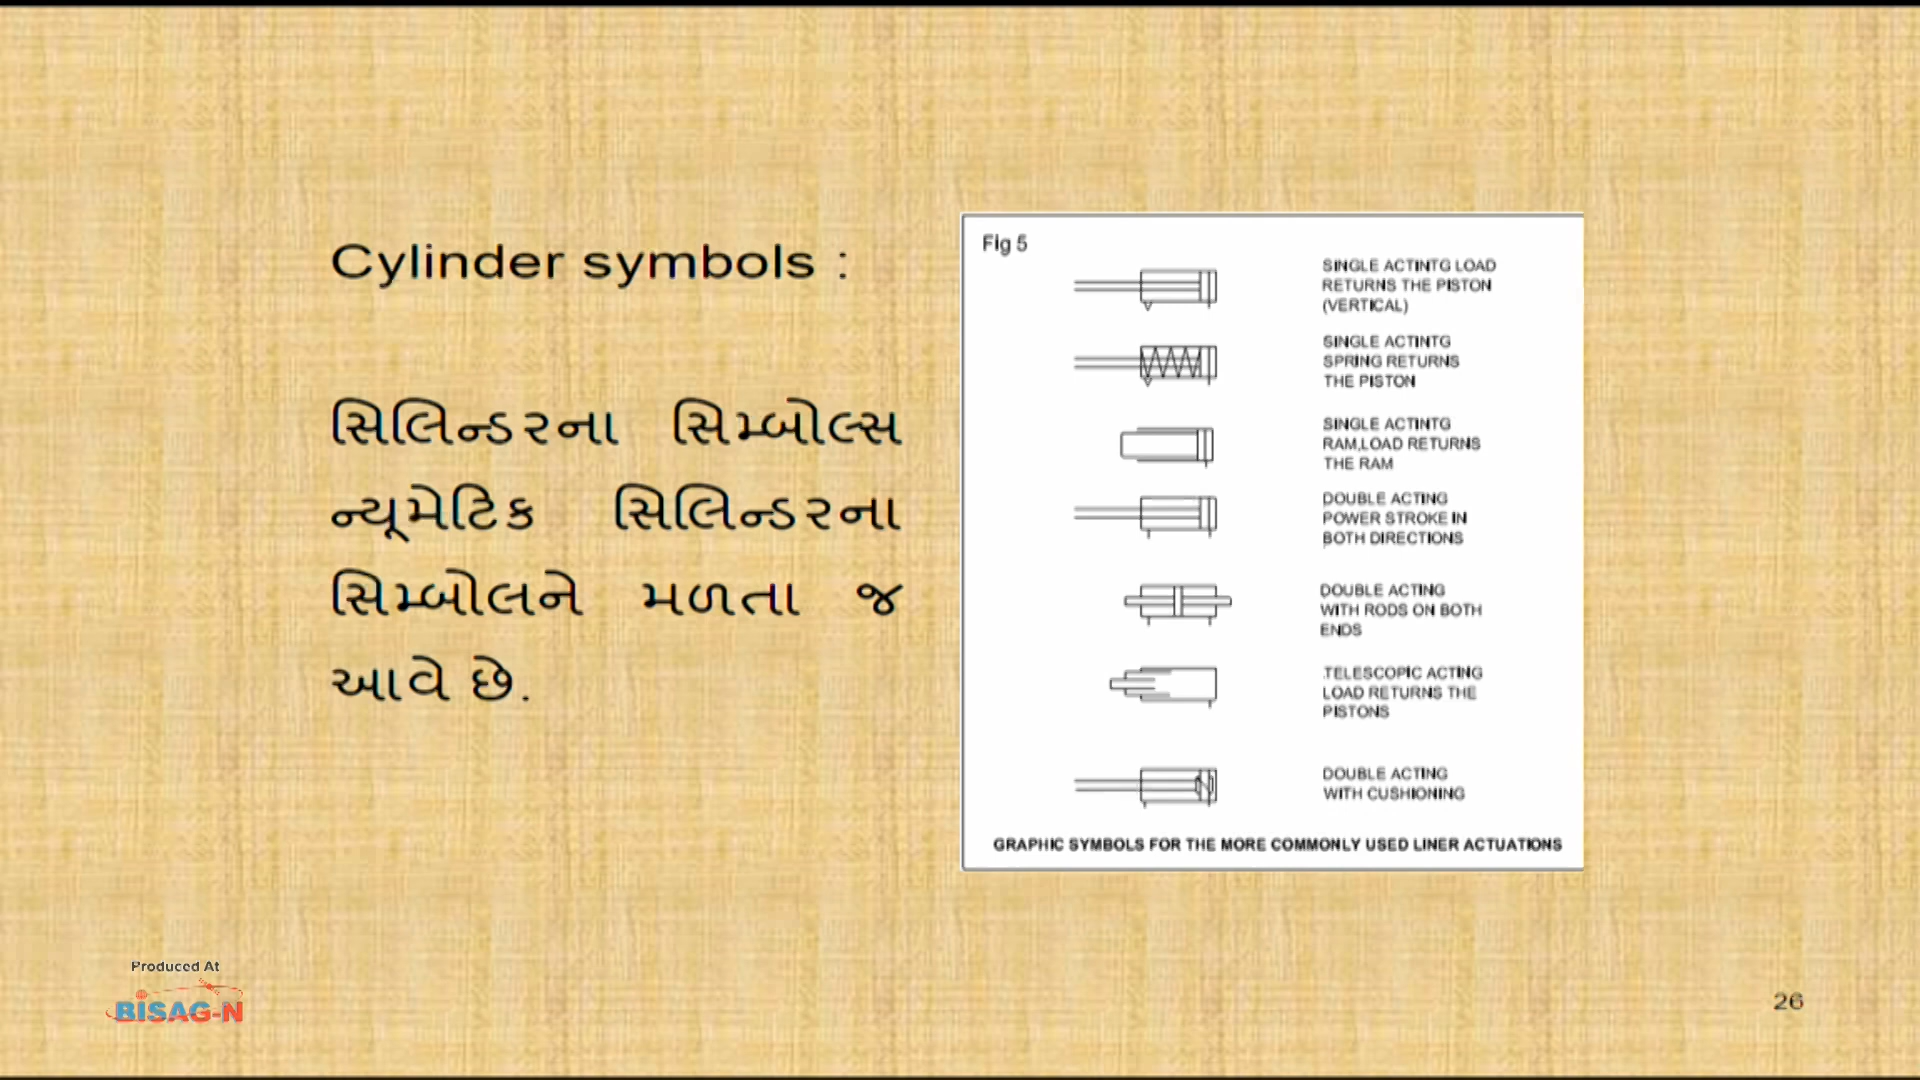 Cylinder symbols :
સિલિન્ડરના સિમ્બોલ્સ
ન્યૂમેટિક સિલિન્ડરના
સિમ્બોલને મળતા જ
આવે છે.
Fig 5
SINGLE ACTINTG LOAD
RETURNS THE PISTON
(VERTICAL)
SINGLE ACTINTG
SPRING RETURNS
THE PISTON
SINGLE ACTINTG
RAM,LOAD RETURNS
THE RAM
DOUBLE ACTING
POWER STROKE IN
BOTH DIRECTIONS
DOUBLE ACTING
WITH RODS ON BOTH
ENDS
.TELESCOPIC ACTING
LOAD RETURNS THE
PISTONS
DOUBLE ACTING
WITH CUSHIONING
GRAPHIC SYMBOLS FOR THE MORE COMMONLY USED LINER ACTUATIONS
Produced At
BISAG-N
26